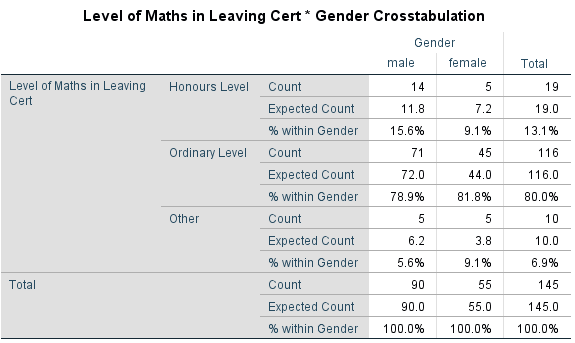 Level of Maths in Leaving Cert * Gender Crosstabulation
Gender
male female Total
Level of Maths in Leaving Cert Honours Level Count 14 5 19
Expected Count 11.8 7.2 19.0
% within Gender 15.6% 9.1% 13.1%
Ordinary Level Count 71 45 116
Expected Count 72.0 44.0 116.0
% within Gender 78.9% 81.8% 80.0%
Other Count 5 5 10
Expected Count 6.2 3.8 10.0
% within Gender 5.6% 9.1% 6.9%
Total Count 90 55 145
Expected Count 90.0 55.0 145.0
% within Gender 100.0% 100.0% 100.0%